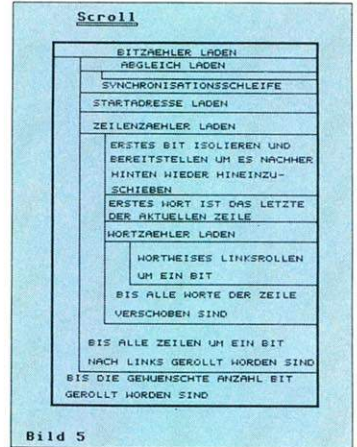 Scroll
BITZAEHLER LADEN
ABGLEICH LADEN
SYNCHRONISATIONSSCHLEIFE
STARTADRESSE LADEN
ZEILENZAEHLER LADEN
ERSTES BIT ISOLIEREN UND
BEREITSTELLEN UM ES NACHHER
HINTEN WIEDER HINEINZU-
SCHIEBEN
ERSTES WORT IST DAS LETZTE
DER AKTUELLEN ZEILE
WORTZAEHLER LADEN
WORTWEISES LINKSROLLEN
UM EIN BIT
BIS ALLE WORTE DER ZEILE
VERSCHOBEN SIND
BIS ALLE ZEILEN UM EIN BIT
NACH LINKS GEROLLT WORDEN SIND
BIS DIE GEWUENSCHTE ANZAHL BIT
GEROLLT WORDEN SIND
Bild 5